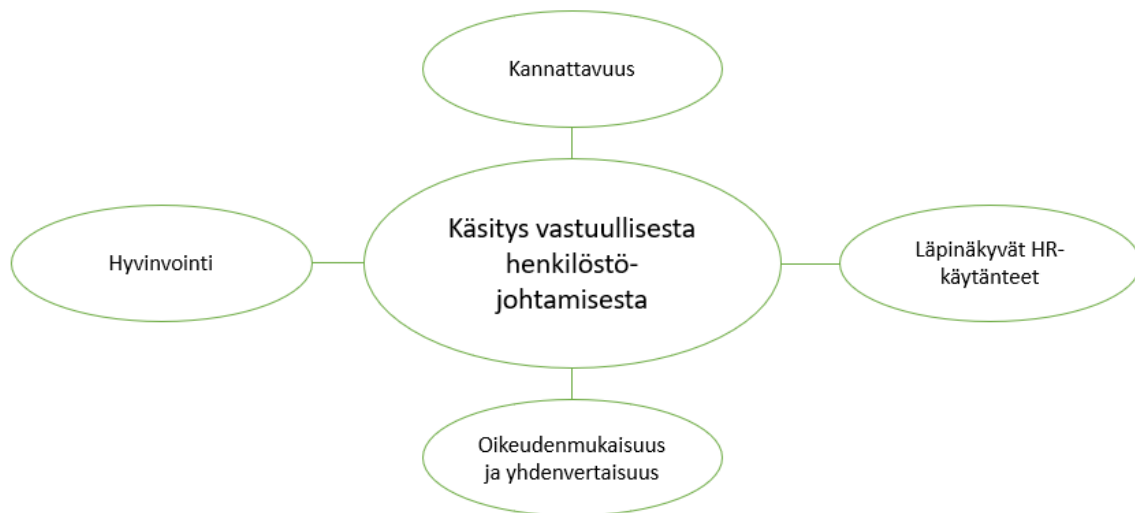 Kannattavuus
Käsitys vastuullisesta
henkilöstö-
johtamisesta
Hyvinvointi
Läpinäkyvät HR-
käytänteet
Oikeudenmukaisuus
ja yhdenvertaisuus